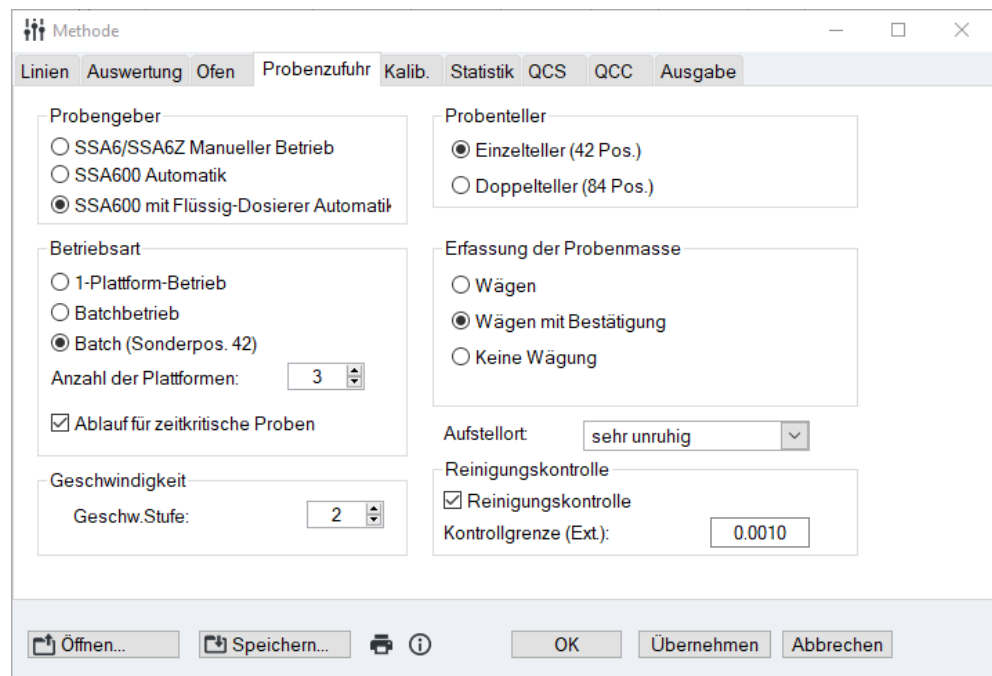 Methode
Linien Auswertung Ofen Probenzufuhr Kalib. Statistik QCS QCC Ausgabe
Probengeber
SSA6/SSA6Z Manueller Betrieb
SSA600 Automatik
SSA600 mit Flüssig-Dosierer Automatik
Betriebsart
1-Plattform-Betrieb
Batchbetrieb
Batch (Sonderpos. 42)
Anzahl der Plattformen: 3
Ablauf für zeitkritische Proben
Geschwindigkeit
Geschw.Stufe: 2
Probenteller
Einzelteller (42 Pos.)
Doppelteller (84 Pos.)
Erfassung der Probenmasse
Wägen
Wägen mit Bestätigung
Keine Wägung
Aufstellort: sehr unruhig
Reinigungskontrolle
Reinigungskontrolle
Kontrollgrenze (Ext.): 0.0010
Öffnen... Speichern... OK Übernehmen Abbrechen